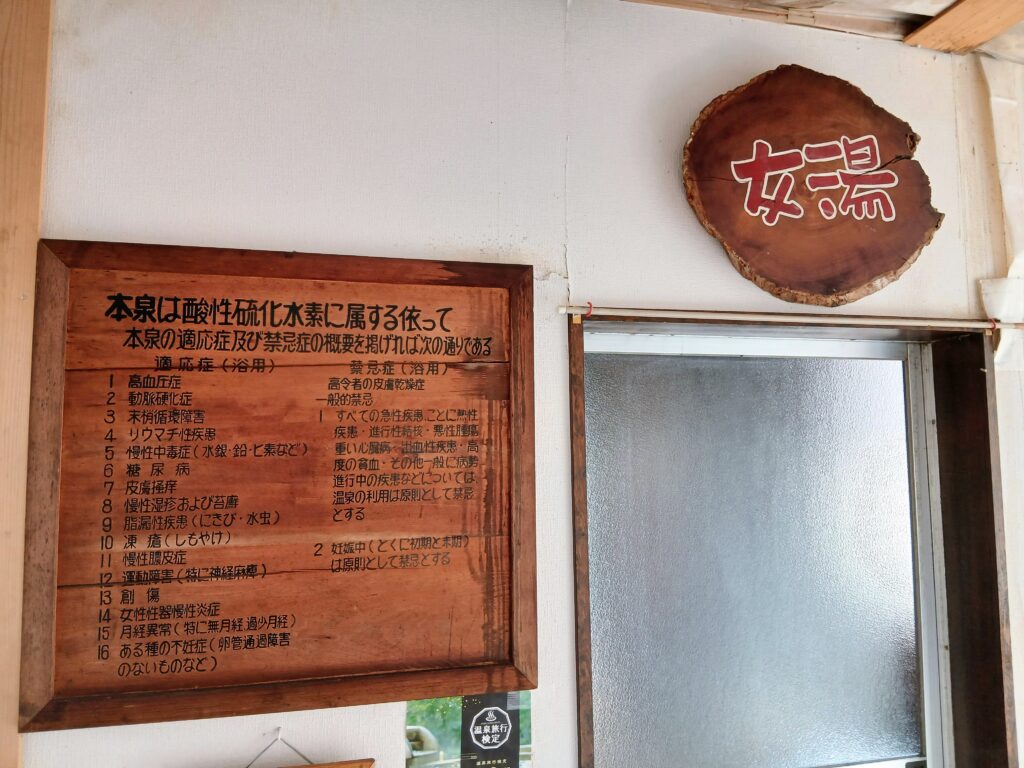 本泉は酸性硫化水素に属する依って
本泉の適応症及び禁忌症の概要を掲げれば次の通りである
適応症(浴用)
1 高血圧症
2 動脈硬化症
3 末梢循環障害
4 リウマチ性疾患
5 慢性中毒症(水銀・鉛・ヒ素など)
6 糖尿病
7 皮膚掻痒
8 慢性湿疹および苔癬
9 脂漏性疾患(にきび・水虫)
10 凍瘡(しもやけ)
11 慢性膿皮症
12 運動障害(特に神経麻痺)
13 創傷
14 女性性器慢性炎症
15 月経異常(特に無月経、過少月経)
16 ある種の不妊症(卵管通過障害
のないものなど)
禁忌症(浴用)
高令者の皮膚乾燥症
一般的禁忌
1 すべての急性疾患、ことに熱性
疾患・進行性結核・悪性腫瘍
重い心臓病・出血性疾患・高
度の貧血・その他一般に病勢
進行中の疾患などについては、
温泉の利用は原則として禁忌
とする
2 妊娠中(とくに初期と末期)
は原則として禁忌とする
女湯
温泉旅行
検定